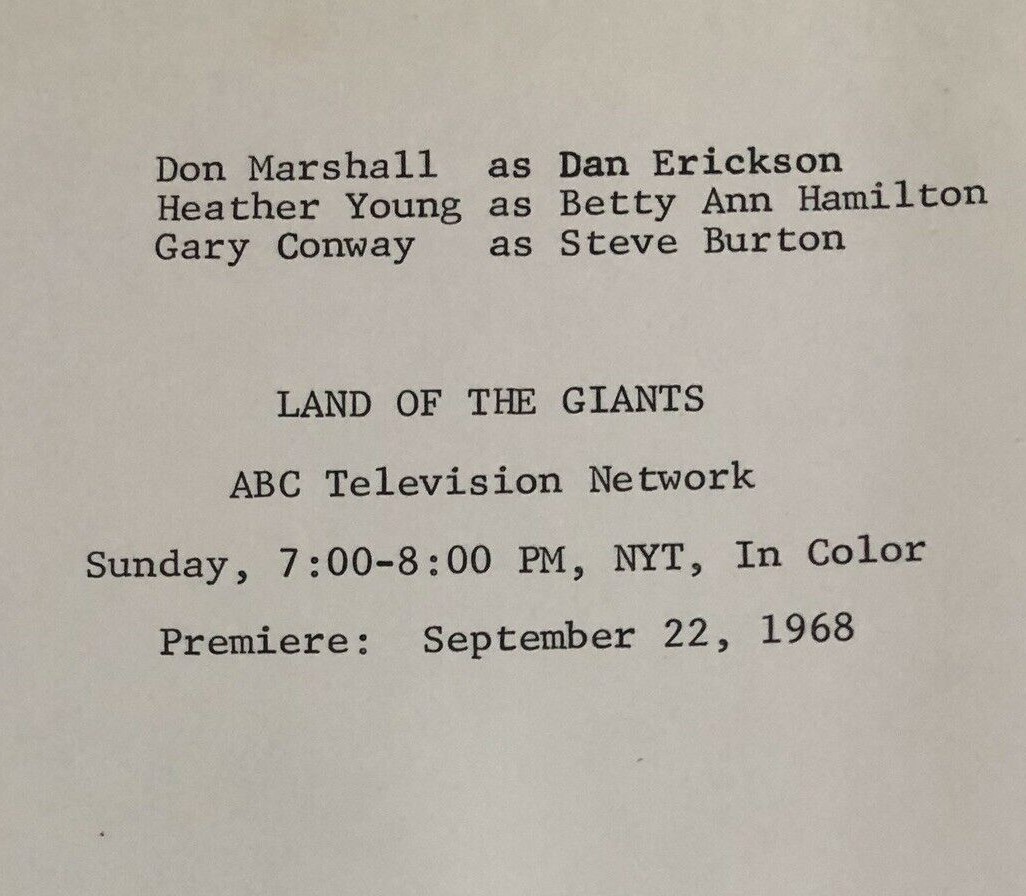 Don Marshall as Dan Erickson
Heather Young as Betty Ann Hamilton
Gary Conway as Steve Burton
LAND OF THE GIANTS
ABC Television Network
Sunday, 7:00-8:00 PM, NYT, In Color
Premiere: September 22, 1968